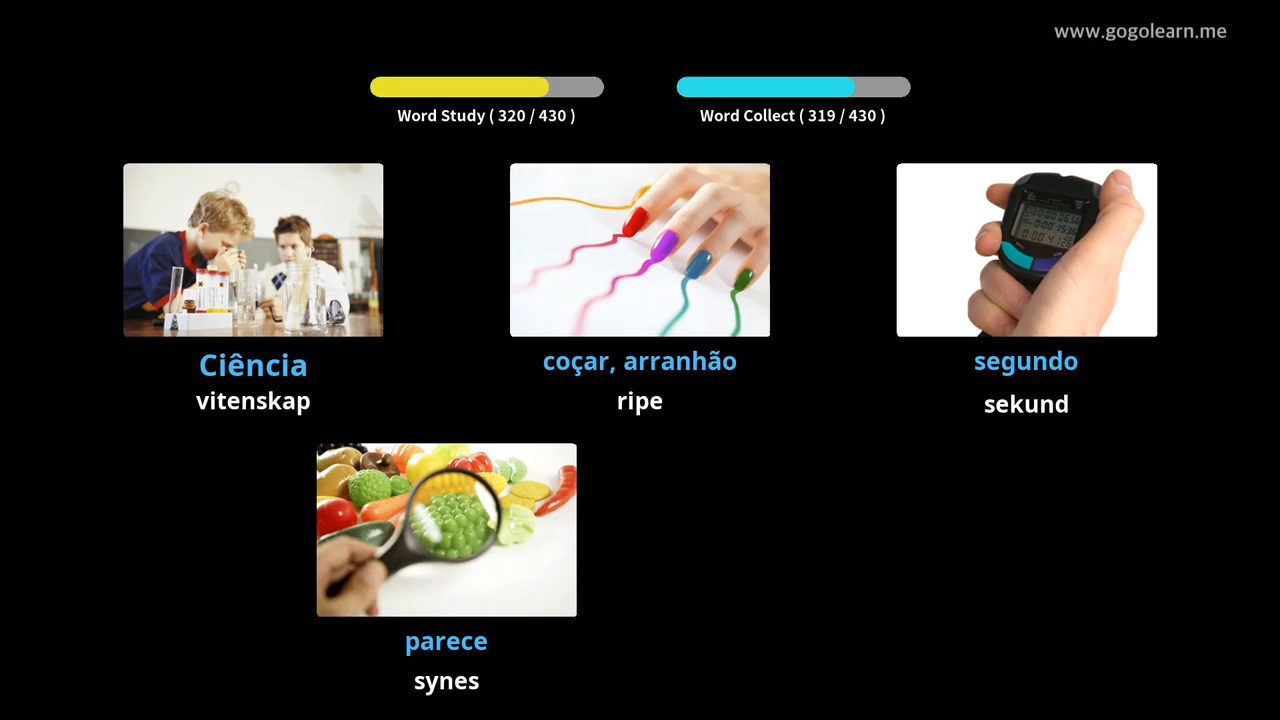 www.gogolearn.me
Word Study ( 320 / 430 )
Word Collect ( 319 / 430 )
Ciência
vitenskap
coçar, arranhão
ripe
segundo
sekund
parece
synes